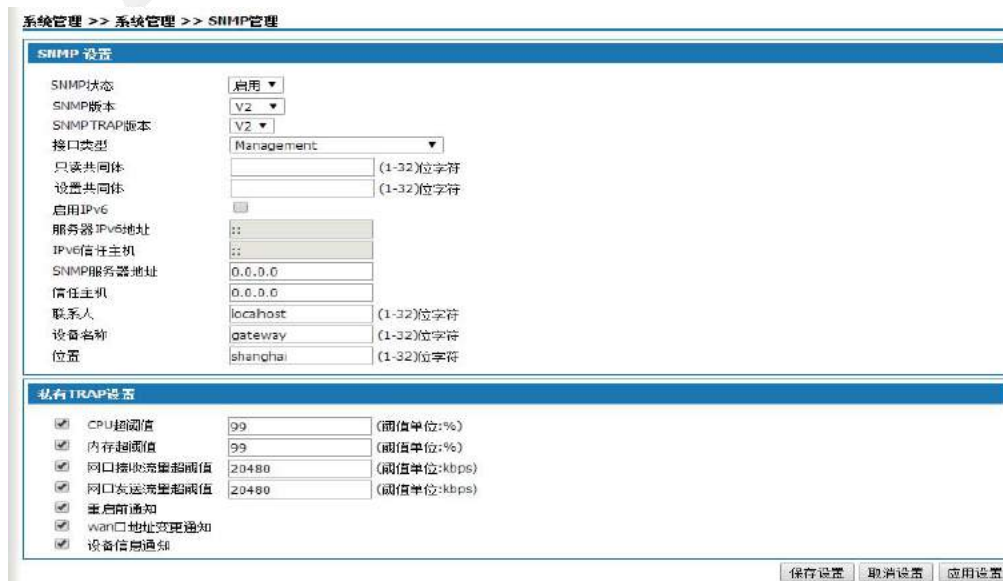 系统管理 >> 系统管理 >> SNMP管理
SNMP 设置
SNMP状态 启用
SNMP版本 V2
SNMPTRAP版本 V2
接口类型 Management
只读共同体 (1-32)位字符
设置共同体 (1-32)位字符
启用IPv6
服务器IPv6地址 ::
IPv6信任主机 ::
SNMP服务器地址 0.0.0.0
信任主机 0.0.0.0
联系人 localhost (1-32)位字符
设备名称 gateway (1-32)位字符
位置 shanghai (1-32)位字符
私有TRAP设置
CPU超阈值 99 (阈值单位:%)
内存超阈值 99 (阈值单位:%)
网口接收流量超阈值 20480 (阈值单位:kbps)
网口发送流量超阈值 20480 (阈值单位:kbps)
重启前通知
wan口地址变更通知
设备信息通知
保存设置 取消设置 应用设置